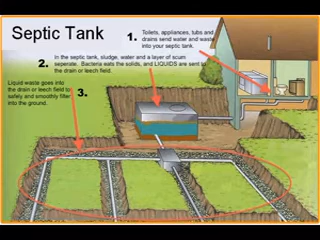 Septic Tank
1.
Toilets, appliances, tubs and
drains send water and waste
into your septic tank.
2.
In the septic tank, sludge, water and a layer of scum
seperate. Bacteria eats the solids, and LIQUIDS are sent to
the drain or leech field.
3.
Liquid waste goes into
the drain or leech field to
safely and smoothly filter
into the ground.